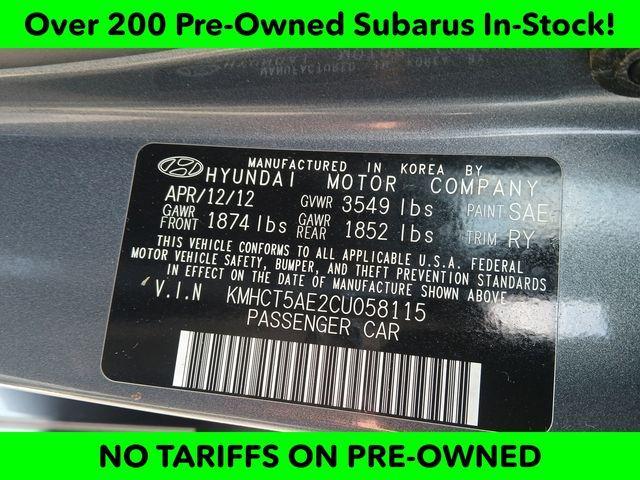 Over 200 Pre-Owned Subarus In-Stock!
MANUFACTURED IN KOREA BY
HYUNDAI MOTOR COMPANY
APR/12/12 GVWR 3549 lbs PAINT SAE
GAWR FRONT 1874 lbs GAWR REAR 1852 lbs TRIM RY
THIS VEHICLE CONFORMS TO ALL APPLICABLE U.S.A. FEDERAL
MOTOR VEHICLE SAFETY, BUMPER, AND THEFT PREVENTION STANDARDS
IN EFFECT ON THE DATE OF MANUFACTURE SHOWN ABOVE.
V.I.N KMHCT5AE2CU058115
PASSENGER CAR
NO TARIFFS ON PRE-OWNED